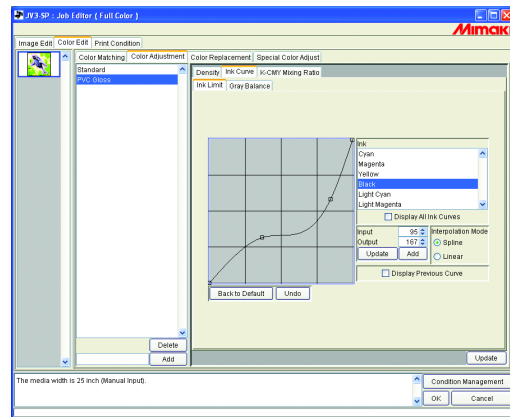 JV3-SP : Job Editor ( Full Color )
Mimaki
Image Edit Color Edit Print Condition
Color Matching Color Adjustment Color Replacement Special Color Adjust
Standard
PVC Gloss
Density Ink Curve K-CMY Mixing Ratio
Ink Limit Gray Balance
Ink
Cyan
Magenta
Yellow
Black
Light Cyan
Light Magenta
Display All Ink Curves
Input 95
Output 167
Update Add
Interpolation Mode
Spline
Linear
Display Previous Curve
Back to Default Undo
Delete
Add
Update
The media width is 25 inch (Manual Input).
Condition Management
OK Cancel